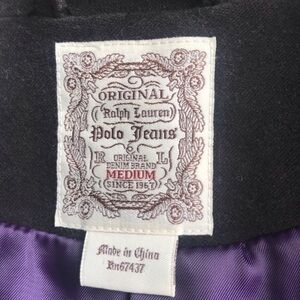 ORIGINAL
(Ralph Lauren)
Polo Jeans
R L
ORIGINAL
DENIM BRAND
MEDIUM
(SINCE 1967)
Made in China
Rn67437